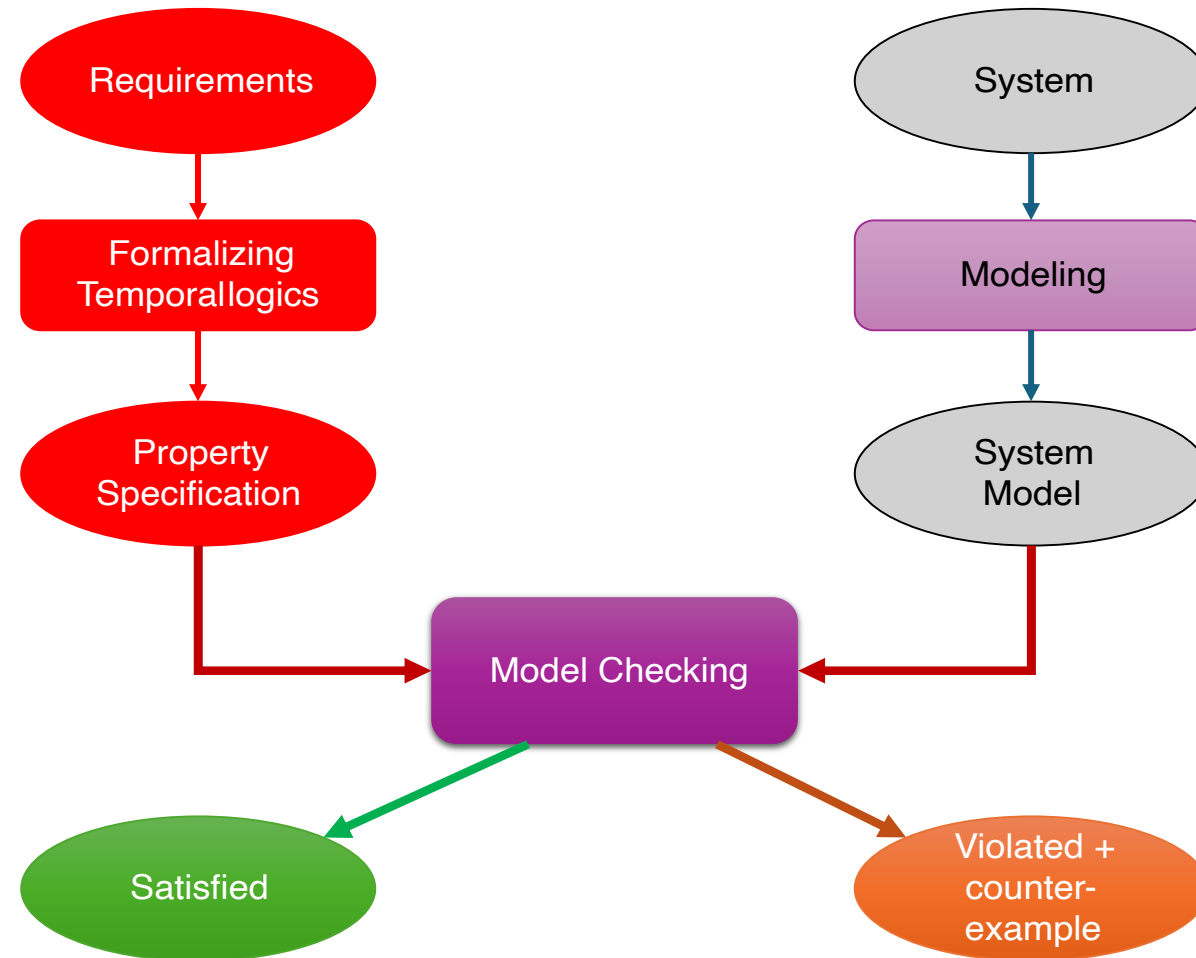 Requirements
System
Formalizing
Temporallogics
Modeling
Property
Specification
System
Model
Model Checking
Satisfied
Violated +
counter-
example